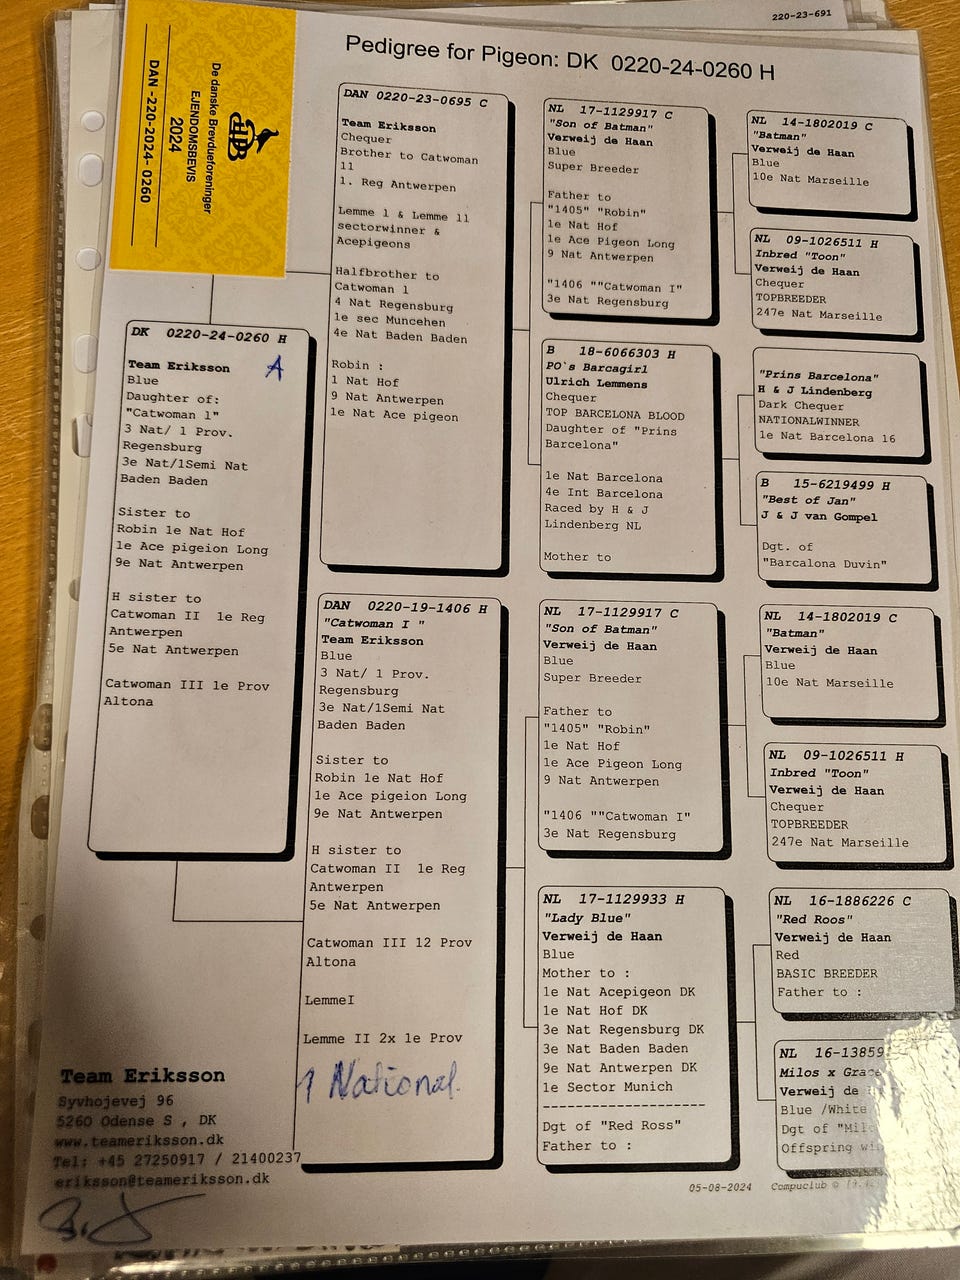 220-23-691
Pedigree for Pigeon: DK 0220-24-0260 H
De danske Brevdueforeninger
EJENDOMSBEVIS
2024
DAN -220-2024- 0260
DK 0220-24-0260 H
Team Eriksson A
Blue
Daughter of:
"Catwoman 1"
3 Nat/ 1 Prov.
Regensburg
3e Nat/1Semi Nat
Baden Baden
Sister to
Robin 1e Nat Hof
1e Ace pigeion Long
9e Nat Antwerpen
H sister to
Catwoman II 1e Reg
Antwerpen
5e Nat Antwerpen
Catwoman III 1e Prov
Altona
DAN 0220-23-0695 C
Team Eriksson
Chequer
Brother to Catwoman
11
1. Reg Antwerpen
Lemme 1 & Lemme 11
sectorwinner &
Acepigeons
Halfbrother to
Catwoman 1
4 Nat Regensburg
1e sec Muncehen
4e Nat Baden Baden
Robin :
1 Nat Hof
9 Nat Antwerpen
1e Nat Ace pigeon
DAN 0220-19-1406 H
"Catwoman I "
Team Eriksson
Blue
3 Nat/ 1 Prov.
Regensburg
3e Nat/1Semi Nat
Baden Baden
Sister to
Robin 1e Nat Hof
1e Ace pigeion Long
9e Nat Antwerpen
H sister to
Catwoman II 1e Reg
Antwerpen
5e Nat Antwerpen
Catwoman III 12 Prov
Altona
LemmeI
Lemme II 2x 1e Prov
1 National
NL 17-1129917 C
"Son of Batman"
Verweij de Haan
Blue
Super Breeder
Father to
"1405" "Robin"
1e Nat Hof
1e Ace Pigeon Long
9 Nat Antwerpen
"1406 ""Catwoman I"
3e Nat Regensburg
B 18-6066303 H
PO`s Barcagirl
Ulrich Lemmens
Chequer
TOP BARCELONA BLOOD
Daughter of "Prins
Barcelona"
1e Nat Barcelona
4e Int Barcelona
Raced by H & J
Lindenberg NL
Mother to
NL 17-1129917 C
"Son of Batman"
Verweij de Haan
Blue
Super Breeder
Father to
"1405" "Robin"
1e Nat Hof
1e Ace Pigeon Long
9 Nat Antwerpen
"1406 ""Catwoman I"
3e Nat Regensburg
NL 17-1129933 H
"Lady Blue"
Verweij de Haan
Blue
Mother to :
1e Nat Acepigeon DK
1e Nat Hof DK
3e Nat Regensburg DK
3e Nat Baden Baden
9e Nat Antwerpen DK
1e Sector Munich
--------------------
Dgt of "Red Ross"
Father to :
NL 14-1802019 C
"Batman"
Verweij de Haan
Blue
10e Nat Marseille
NL 09-1026511 H
Inbred "Toon"
Verweij de Haan
Chequer
TOPBREEDER
247e Nat Marseille
"Prins Barcelona"
H & J Lindenberg
Dark Chequer
NATIONALWINNER
1e Nat Barcelona 16
B 15-6219499 H
"Best of Jan"
J & J van Gompel
Dgt. of
"Barcalona Duvin"
NL 14-1802019 C
"Batman"
Verweij de Haan
Blue
10e Nat Marseille
NL 09-1026511 H
Inbred "Toon"
Verweij de Haan
Chequer
TOPBREEDER
247e Nat Marseille
NL 16-1886226 C
"Red Roos"
Verweij de Haan
Red
BASIC BREEDER
Father to :
NL 16-13859
Milos x Grace
Verweij de
Blue /White
Dgt of
Offspring
Team Eriksson
Syvhojevej 96
5260 Odense S , DK
www.teameriksson.dk
Tel: +45 27250917 / 21400237
eriksson@teameriksson.dk
05-08-2024 Compuclub ©